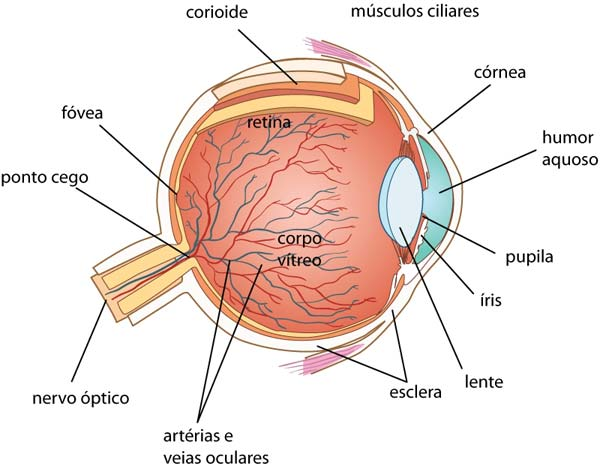 corioide
músculos ciliares
córnea
fóvea
retina
humor
aquoso
ponto cego
corpo
vítreo
pupila
íris
lente
esclera
nervo óptico
artérias e
veias oculares